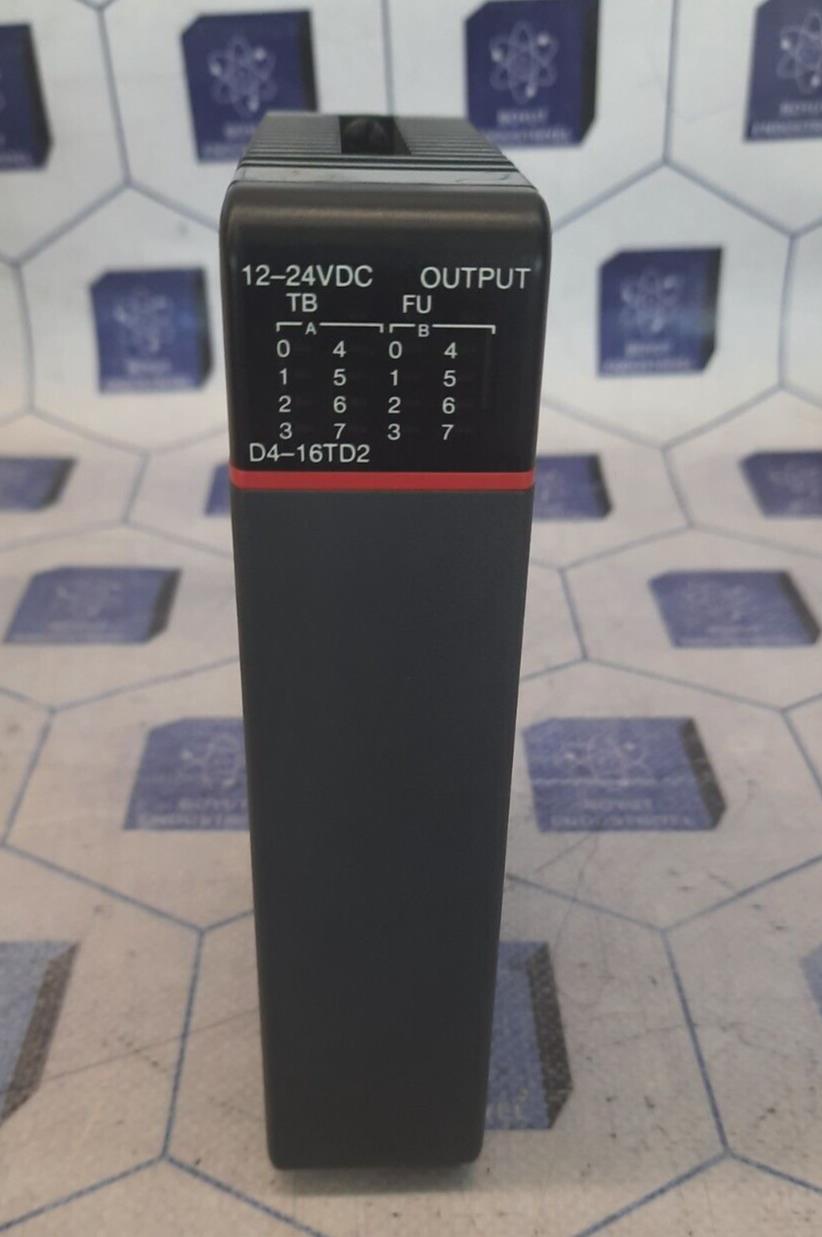 12–24VDC OUTPUT
TB FU
A B
0 4 0 4
1 5 1 5
2 6 2 6
3 7 3 7
D4–16TD2